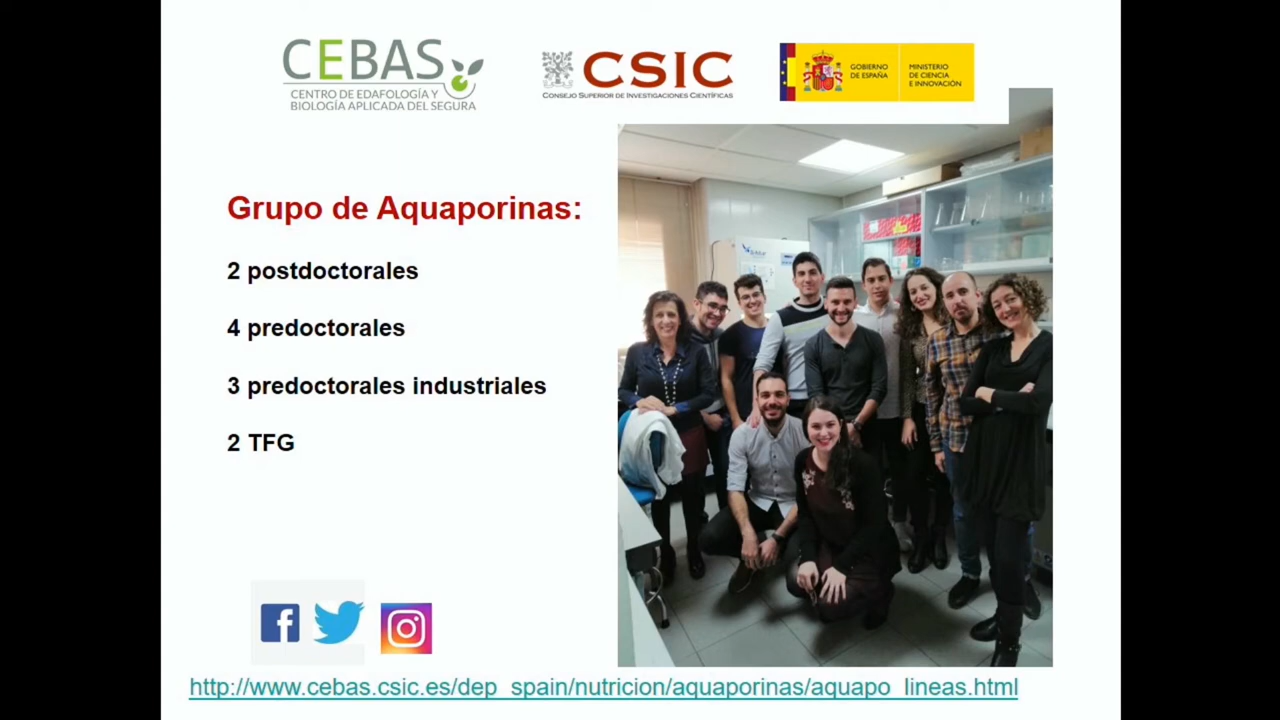 CEBAS
CENTRO DE EDAFOLOGÍA Y
BIOLOGÍA APLICADA DEL SEGURA
CSIC
CONSEJO SUPERIOR DE INVESTIGACIONES CIENTÍFICAS
GOBIERNO
DE ESPAÑA
MINISTERIO
DE CIENCIA
E INNOVACIÓN
Grupo de Aquaporinas:
2 postdoctorales
4 predoctorales
3 predoctorales industriales
2 TFG
http://www.cebas.csic.es/dep_spain/nutricion/aquaporinas/aquapo_lineas.html